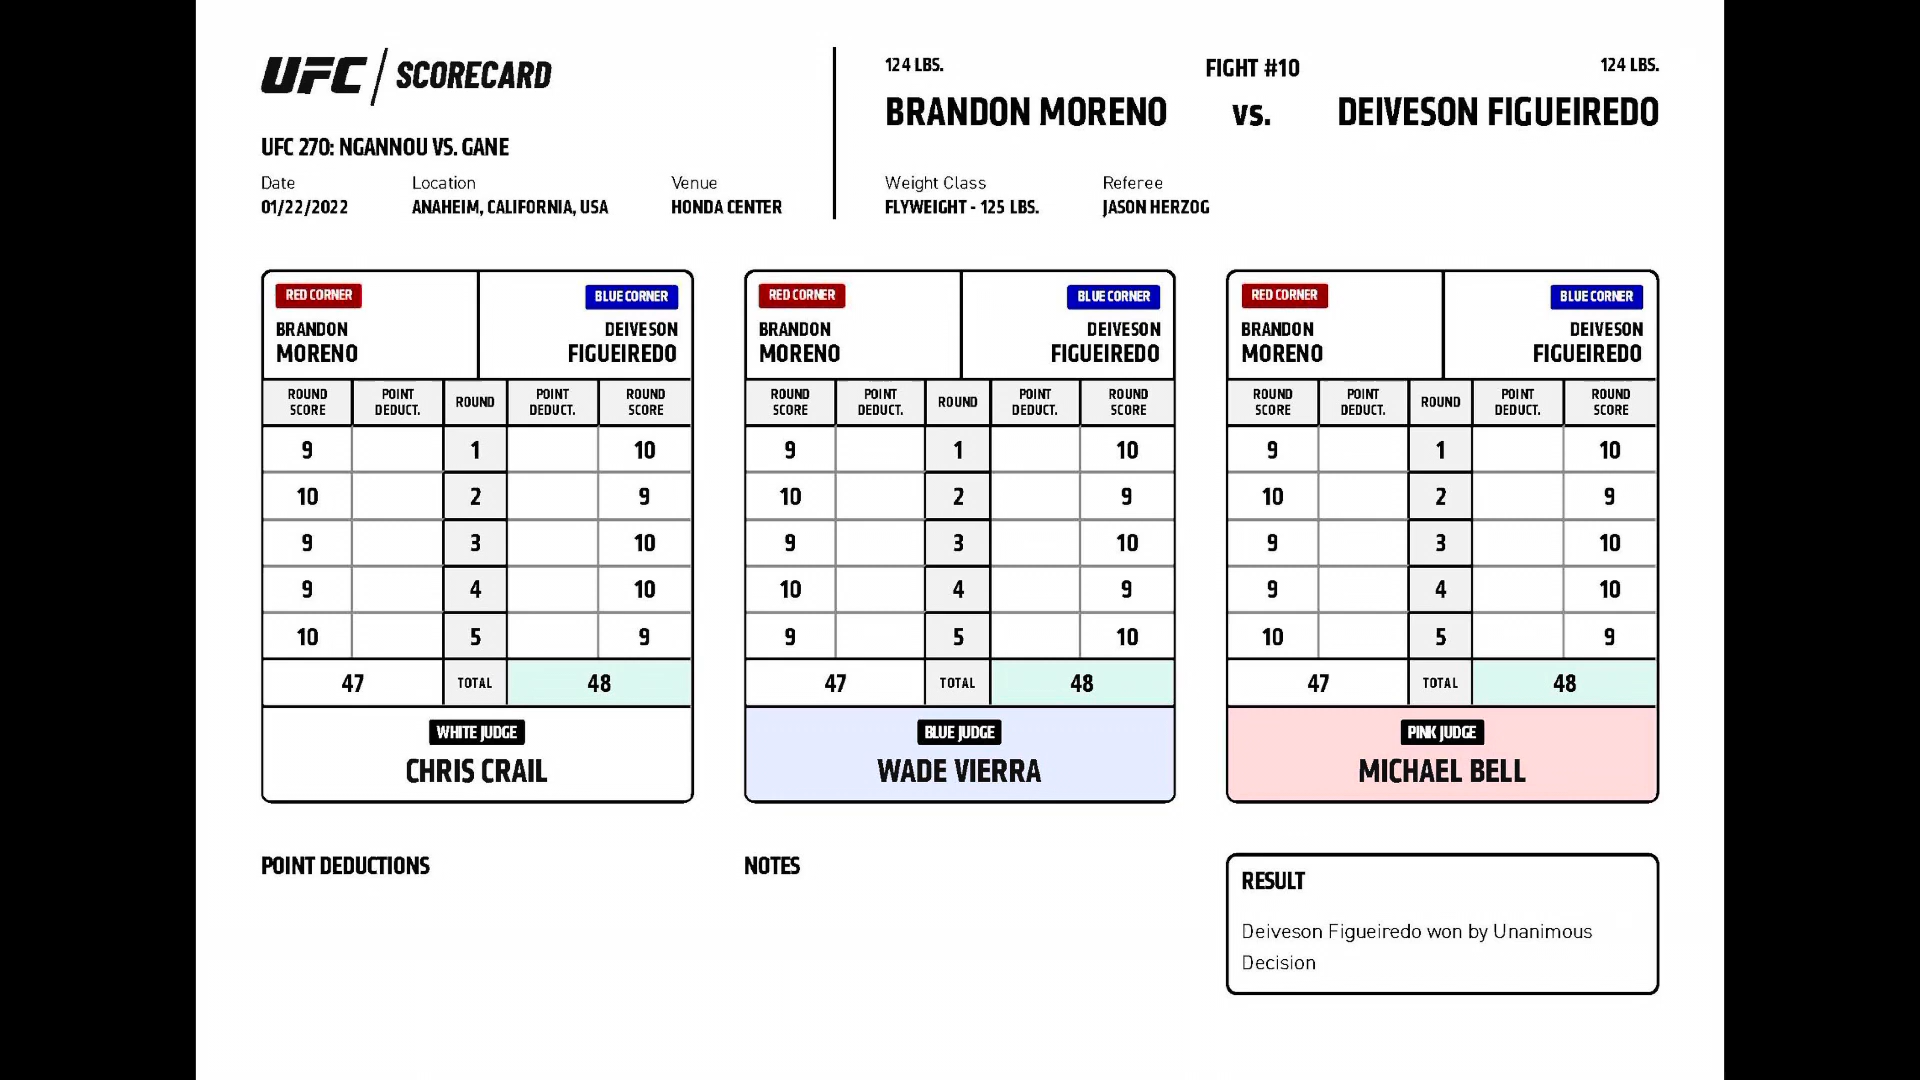 UFC / SCORECARD
UFC 270: NGANNOU VS. GANE
Date Location Venue
01/22/2022 ANAHEIM, CALIFORNIA, USA HONDA CENTER
124 LBS. FIGHT #10 124 LBS.
BRANDON MORENO VS. DEIVESON FIGUEIREDO
Weight Class Referee
FLYWEIGHT - 125 LBS. JASON HERZOG
RED CORNER BLUE CORNER
BRANDON DEIVESON
MORENO FIGUEIREDO
ROUND SCORE POINT DEDUCT. ROUND POINT DEDUCT. ROUND SCORE
9 1 10
10 2 9
9 3 10
9 4 10
10 5 9
47 TOTAL 48
WHITE JUDGE
CHRIS CRAIL
RED CORNER BLUE CORNER
BRANDON DEIVESON
MORENO FIGUEIREDO
ROUND SCORE POINT DEDUCT. ROUND POINT DEDUCT. ROUND SCORE
9 1 10
10 2 9
9 3 10
10 4 9
9 5 10
47 TOTAL 48
BLUE JUDGE
WADE VIERRA
RED CORNER BLUE CORNER
BRANDON DEIVESON
MORENO FIGUEIREDO
ROUND SCORE POINT DEDUCT. ROUND POINT DEDUCT. ROUND SCORE
9 1 10
10 2 9
9 3 10
9 4 10
10 5 9
47 TOTAL 48
PINK JUDGE
MICHAEL BELL
POINT DEDUCTIONS
NOTES
RESULT
Deiveson Figueiredo won by Unanimous
Decision